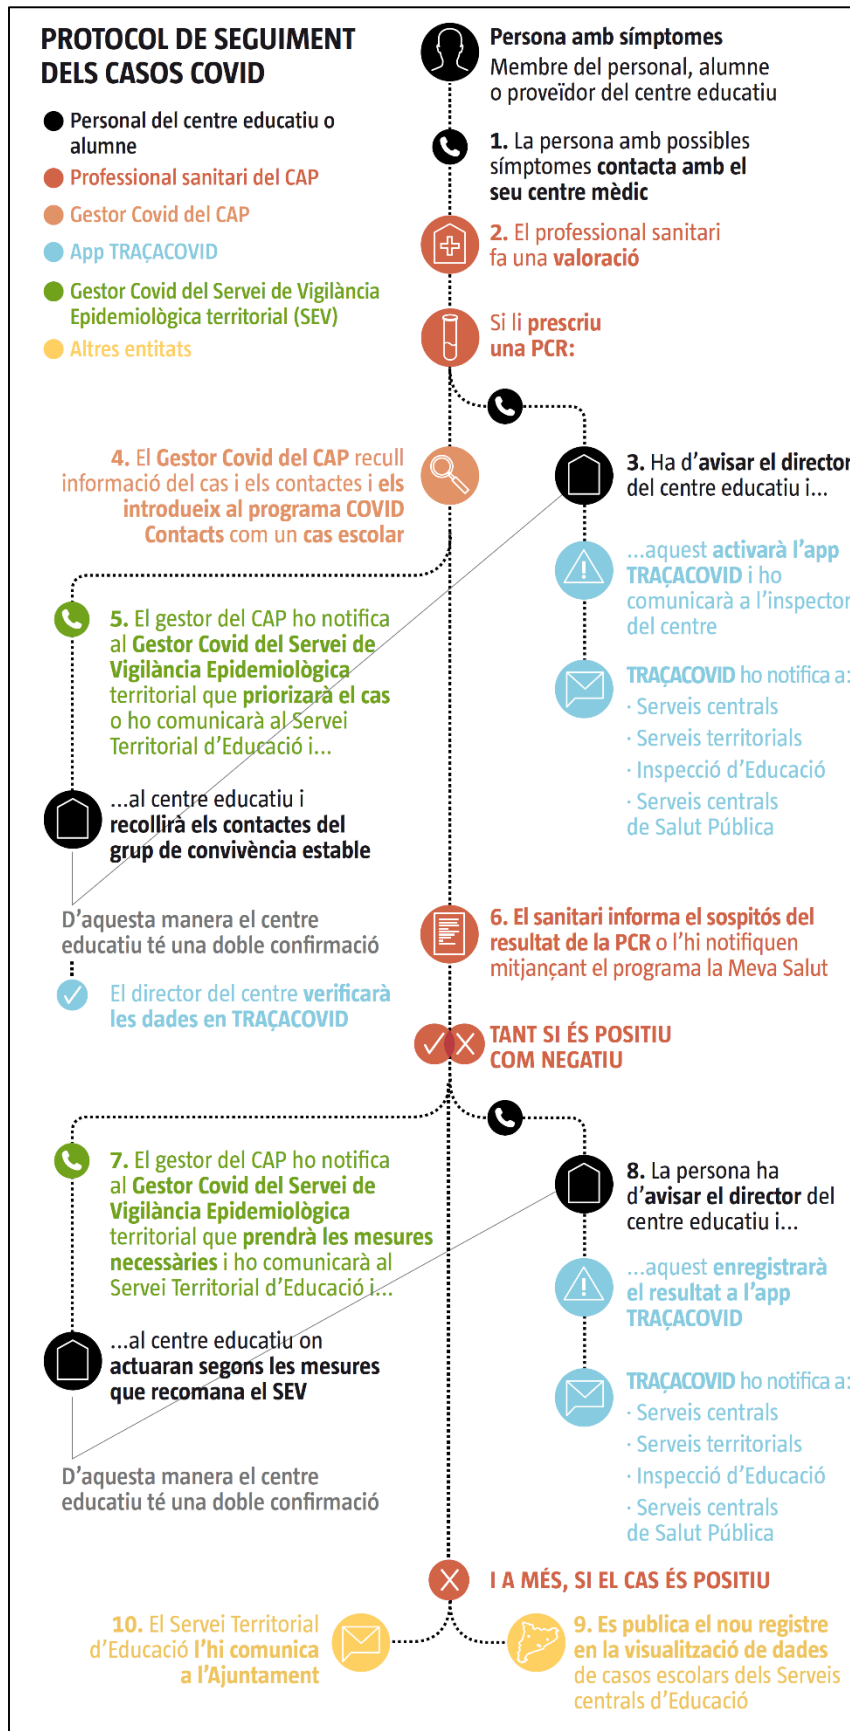 PROTOCOL DE SEGUIMENT
DELS CASOS COVID
Personal del centre educatiu o
alumne
Professional sanitari del CAP
Gestor Covid del CAP
App TRAÇACOVID
Gestor Covid del Servei de Vigilància
Epidemiològica territorial (SEV)
Altres entitats
Persona amb símptomes
Membre del personal, alumne
o proveïdor del centre educatiu
1. La persona amb possibles
símptomes contacta amb el
seu centre mèdic
2. El professional sanitari
fa una valoració
Si li prescriu
una PCR:
3. Ha d'avisar el director
del centre educatiu i...
...aquest activarà l'app
TRAÇACOVID i ho
comunicarà a l'inspector
del centre
TRAÇACOVID ho notifica a:
· Serveis centrals
· Serveis territorials
· Inspecció d'Educació
· Serveis centrals
de Salut Pública
4. El Gestor Covid del CAP recull
informació del cas i els contactes i els
introdueix al programa COVID
Contacts com un cas escolar
5. El gestor del CAP ho notifica
al Gestor Covid del Servei de
Vigilància Epidemiològica
territorial que priorizarà el cas
o ho comunicarà al Servei
Territorial d'Educació i...
...al centre educatiu i
recollirà els contactes del
grup de convivència estable
D'aquesta manera el centre
educatiu té una doble confirmació
El director del centre verificarà
les dades en TRAÇACOVID
6. El sanitari informa el sospitós del
resultat de la PCR o l'hi notifiquen
mitjançant el programa la Meva Salut
TANT SI ÉS POSITIU
COM NEGATIU
7. El gestor del CAP ho notifica
al Gestor Covid del Servei de
Vigilància Epidemiològica
territorial que prendrà les mesures
necessàries i ho comunicarà al
Servei Territorial d'Educació i...
...al centre educatiu on
actuaran segons les mesures
que recomana el SEV
D'aquesta manera el centre
educatiu té una doble confirmació
8. La persona ha
d'avisar el director del
centre educatiu i...
...aquest enregistrarà
el resultat a l'app
TRAÇACOVID
TRAÇACOVID ho notifica a:
· Serveis centrals
· Serveis territorials
· Inspecció d'Educació
· Serveis centrals
de Salut Pública
I A MÉS, SI EL CAS ÉS POSITIU
10. El Servei Territorial
d'Educació l'hi comunica
a l'Ajuntament
9. Es publica el nou registre
en la visualització de dades
de casos escolars dels Serveis
centrals d'Educació